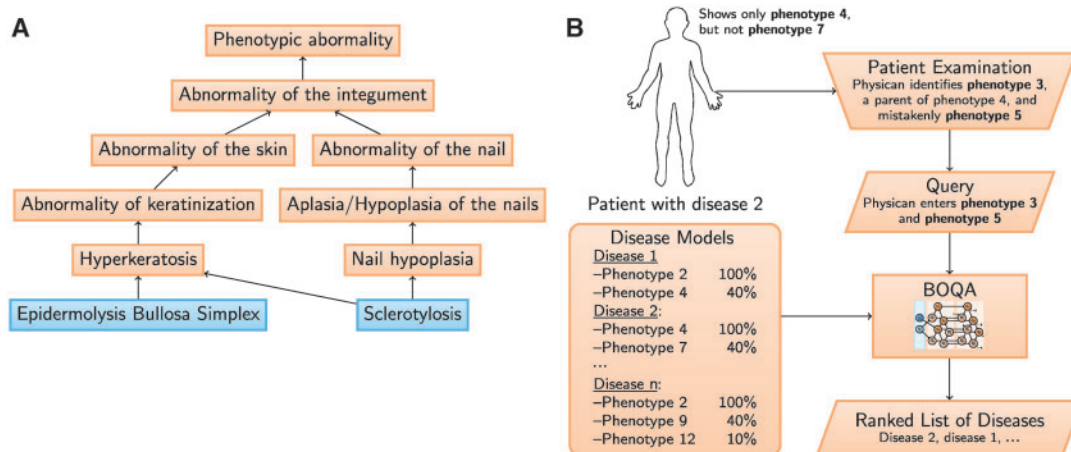 A
Phenotypic abormality
Abnormality of the integument
Abnormality of the skin
Abnormality of the nail
Abnormality of keratinization
Aplasia/Hypoplasia of the nails
Hyperkeratosis
Nail hypoplasia
Epidermolysis Bullosa Simplex
Sclerotylosis
B
Shows only phenotype 4,
but not phenotype 7
Patient with disease 2
Patient Examination
Physican identifies phenotype 3,
a parent of phenotype 4, and
mistakenly phenotype 5
Query
Physican enters phenotype 3
and phenotype 5
Disease Models
Disease 1
–Phenotype 2 100%
–Phenotype 4 40%
Disease 2:
–Phenotype 4 100%
–Phenotype 7 40%
...
Disease n:
–Phenotype 2 100%
–Phenotype 9 40%
–Phenotype 12 10%
BOQA
Ranked List of Diseases
Disease 2, disease 1, ...